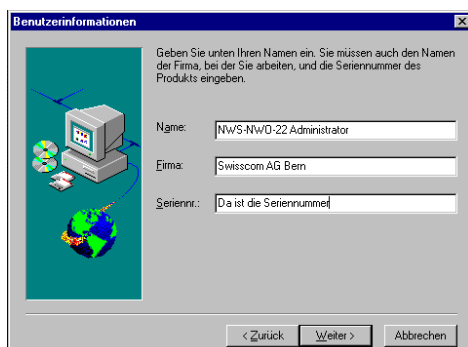 Benutzerinformationen
Geben Sie unten Ihren Namen ein. Sie müssen auch den Namen
der Firma, bei der Sie arbeiten, und die Seriennummer des
Produkts eingeben.
Name: NWS-NWO-22 Administrator
Firma: Swisscom AG Bern
Seriennr.: Da ist die Seriennummer
< Zurück Weiter > Abbrechen